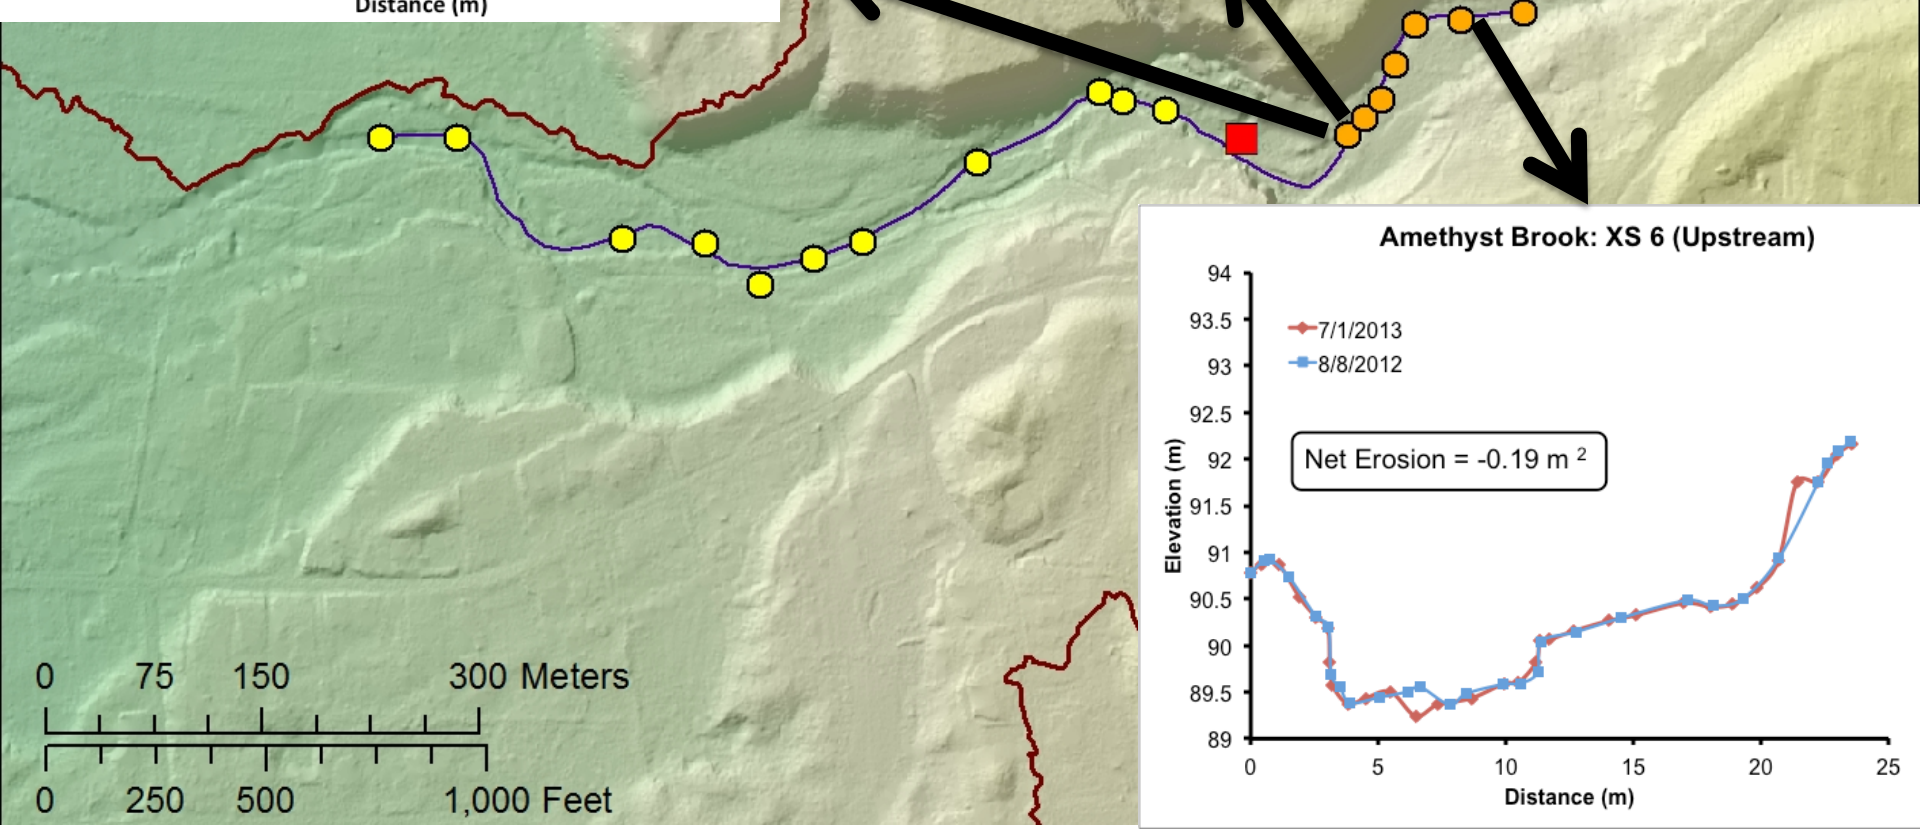 Distance (m)
Amethyst Brook: XS 6 (Upstream)
94
93.5
93
92.5
92
91.5
91
90.5
90
89.5
89
Elevation (m)
7/1/2013
8/8/2012
Net Erosion = -0.19 m 2
0 5 10 15 20 25
Distance (m)
0 75 150 300 Meters
0 250 500 1,000 Feet